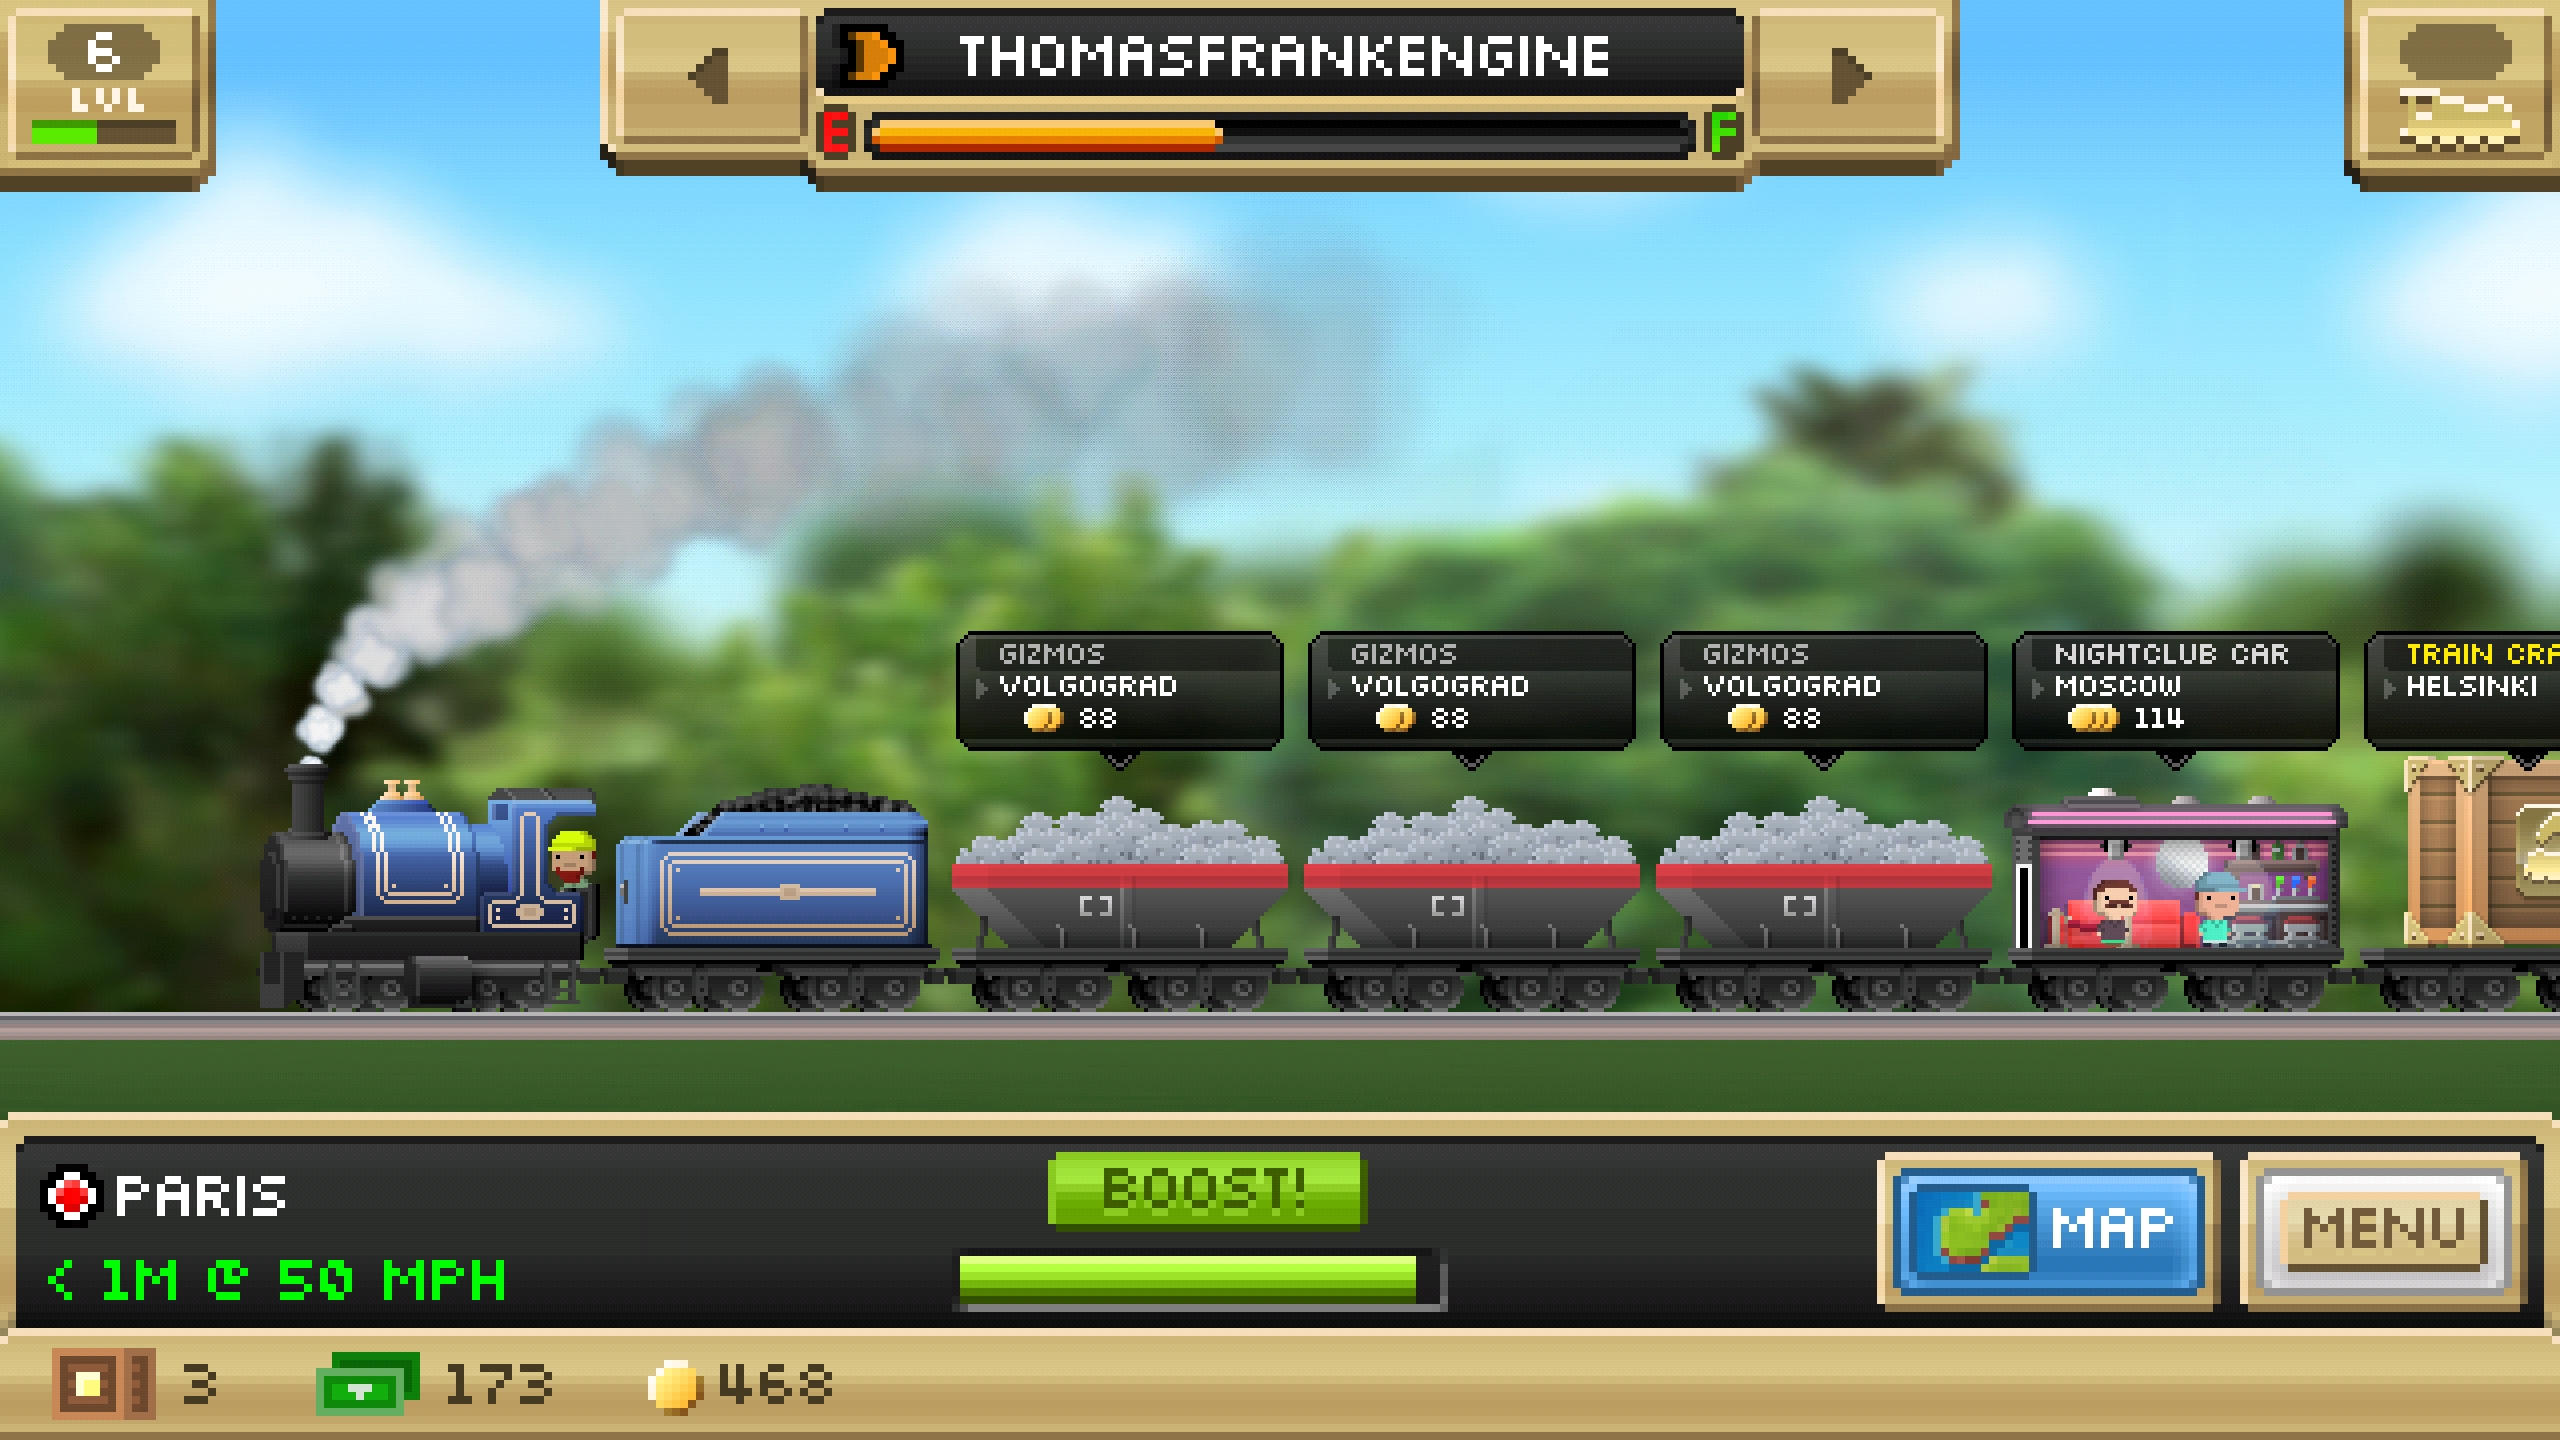 6
LVL
THOMASFRANKENGINE
E
F
GIZMOS
VOLGOGRAD
88
GIZMOS
VOLGOGRAD
88
GIZMOS
VOLGOGRAD
88
NIGHTCLUB CAR
MOSCOW
114
TRAIN
HELSINKI
PARIS
< 1M @ 50 MPH
BOOST!
MAP
MENU
3
173
468